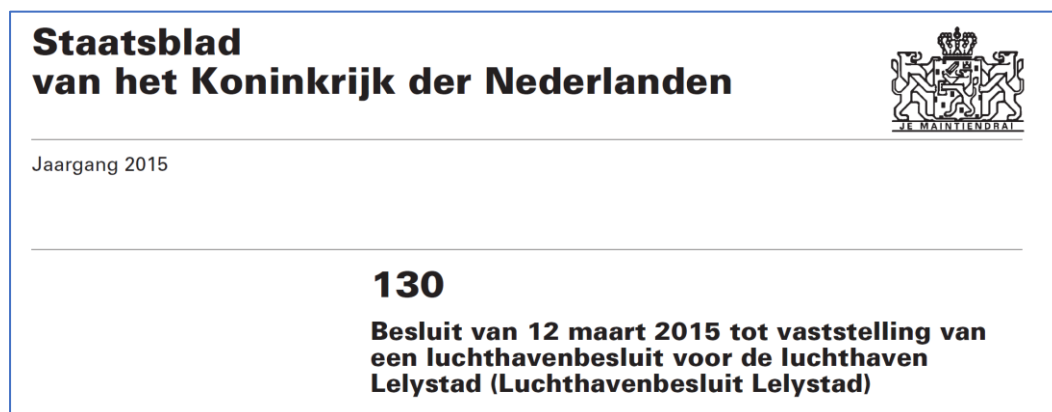 Staatsblad
van het Koninkrijk der Nederlanden
JE MAINTIENDRAI
Jaargang 2015
130
Besluit van 12 maart 2015 tot vaststelling van
een luchthavenbesluit voor de luchthaven
Lelystad (Luchthavenbesluit Lelystad)